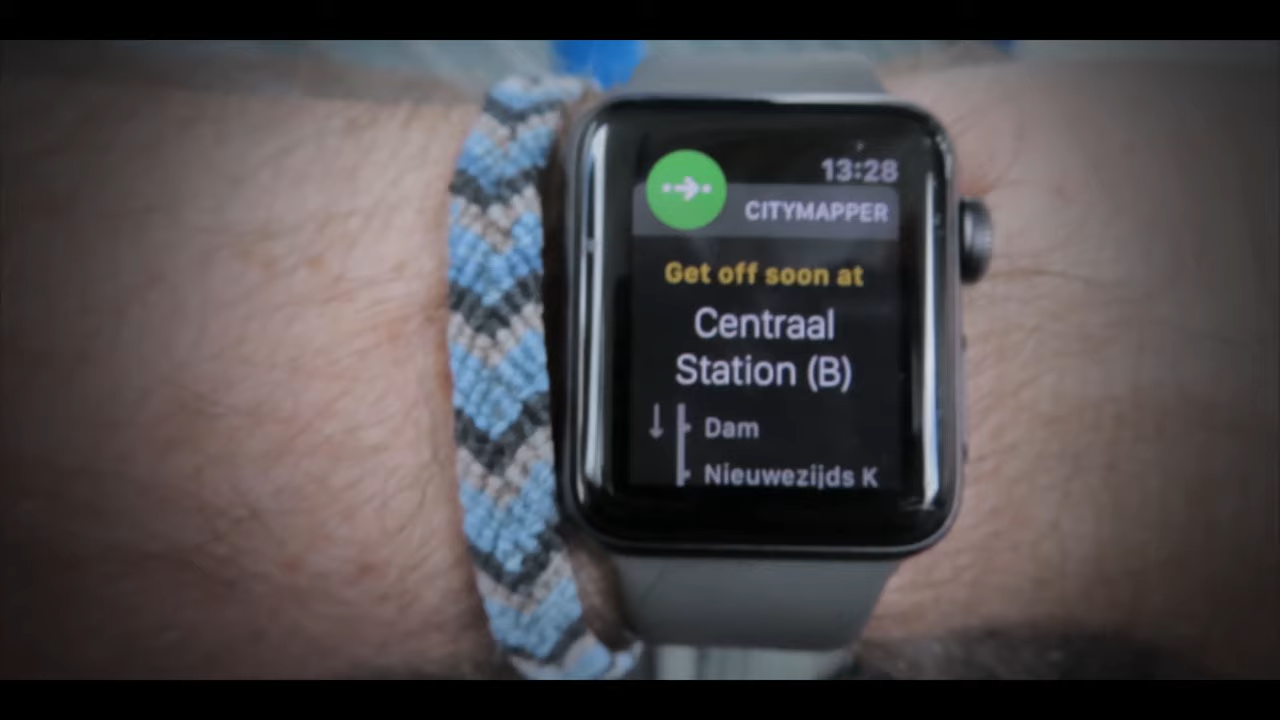 13:28
CITYMAPPER
Get off soon at
Centraal
Station (B)
Dam
Nieuwezijds K